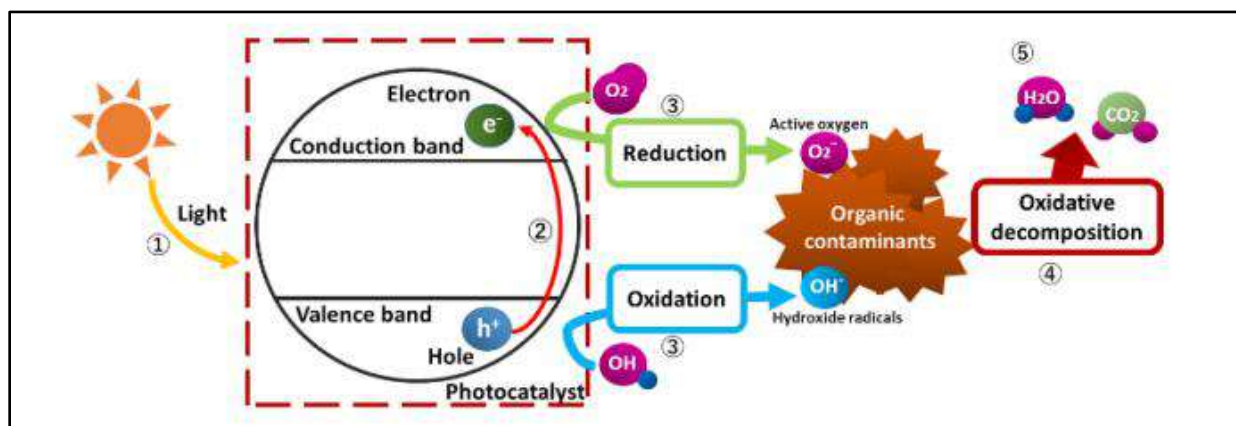 Light
①
Electron
e⁻
Conduction band
②
Valence band
h⁺
Hole
Photocatalyst
O₂
③
Reduction
Active oxygen
O₂⁻
Organic
contaminants
OH
Oxidation
③
OH⁻
Hydroxide radicals
Oxidative
decomposition
④
⑤
H₂O
CO₂